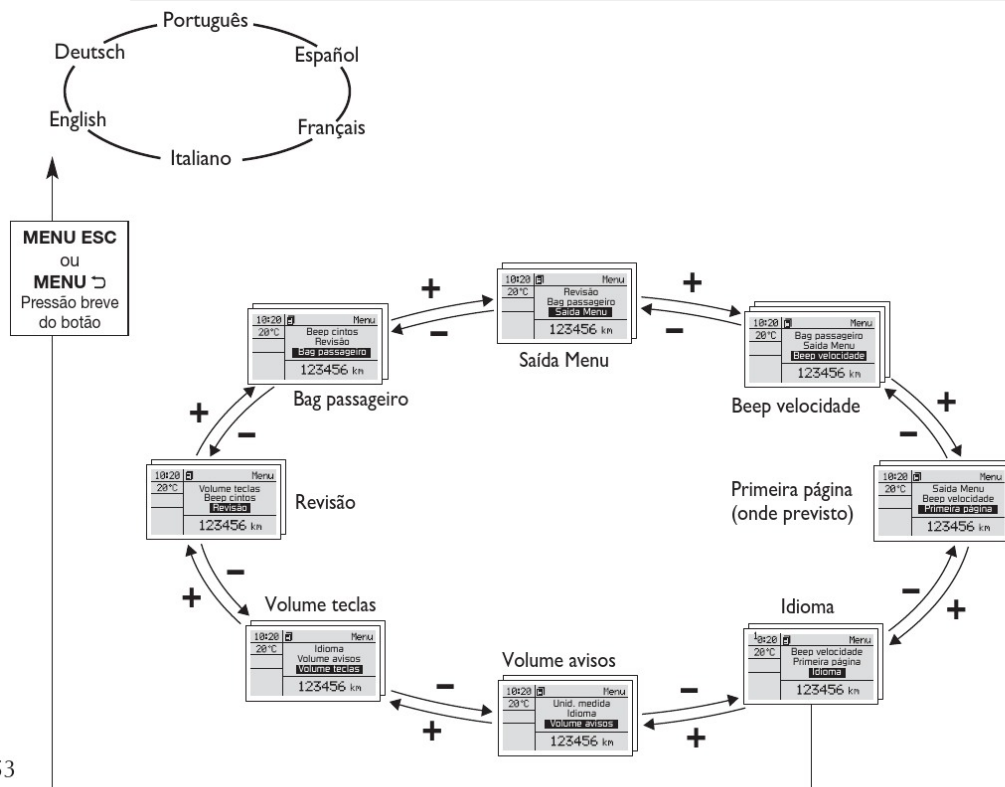 Português
Deutsch
Español
English
Français
Italiano
MENU ESC
ou
MENU
Pressão breve
do botão
10:20 Menu
20°C
Revisão
Bag passageiro
Saída Menu
123456 km
+
−
+
−
Saída Menu
10:20 Menu
20°C
Beep cintos
Revisão
Bag passageiro
123456 km
Bag passageiro
10:20 Menu
20°C
Bag passageiro
Saída Menu
Beep velocidade
123456 km
Beep velocidade
+
−
+
−
10:20 Menu
20°C
Volume teclas
Beep cintos
Revisão
123456 km
Revisão
Primeira página
(onde previsto)
10:20 Menu
20°C
Saída Menu
Beep velocidade
Primeira página
123456 km
−
+
−
+
Volume teclas
10:20 Menu
20°C
Idioma
Volume avisos
Volume teclas
123456 km
Idioma
10:20 Menu
20°C
Beep velocidade
Primeira página
Idioma
123456 km
Volume avisos
10:20 Menu
20°C
Unid. medida
Idioma
Volume avisos
123456 km
−
+
−
+